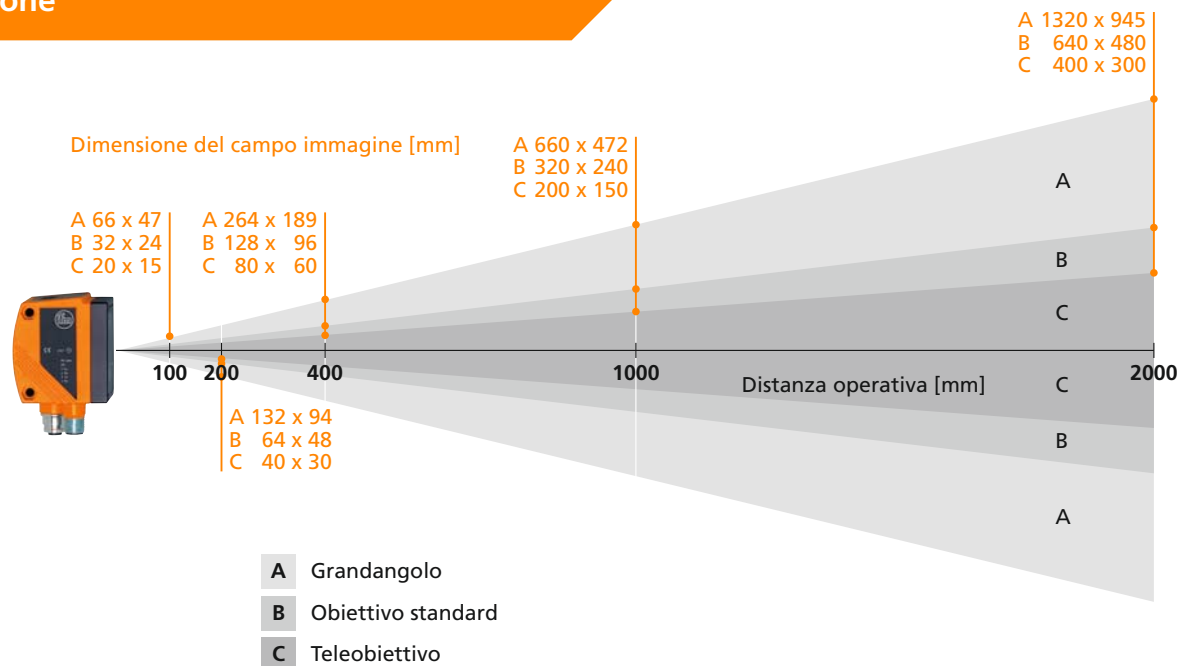 one
A 1320 x 945
B 640 x 480
C 400 x 300
Dimensione del campo immagine [mm]
A 660 x 472
B 320 x 240
C 200 x 150
A 66 x 47
B 32 x 24
C 20 x 15
A 264 x 189
B 128 x 96
C 80 x 60
A
B
C
100
200
400
1000
2000
Distanza operativa [mm]
C
B
A
A 132 x 94
B 64 x 48
C 40 x 30
A Grandangolo
B Obiettivo standard
C Teleobiettivo